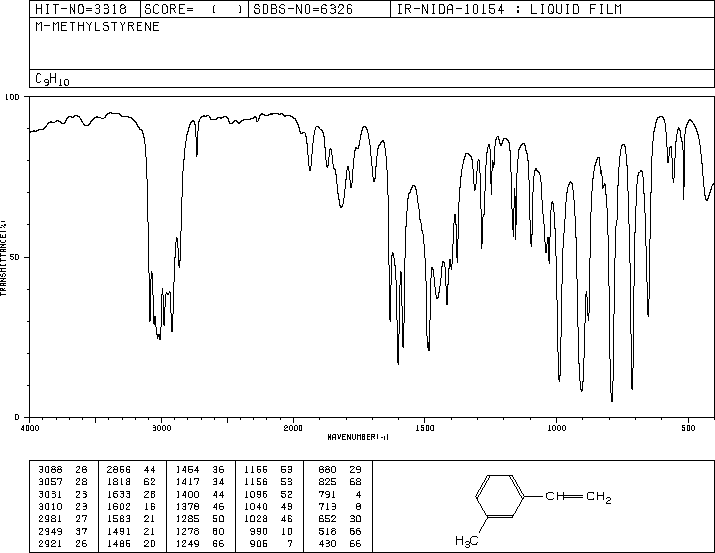 HIT-NO=3318 SCORE= ( ) SDBS-NO=6326 IR-NIDA-10154 : LIQUID FILM
M-METHYLSTYRENE
C9H10
100
TRANSMITTANCE(%)
50
0
4000 3000 2000 1500 1000 500
WAVENUMBER(-1)
3088 28 2866 44 1454 36 1166 53 880 29
3057 28 1818 62 1417 34 1156 53 825 68
3031 23 1633 28 1400 44 1096 52 791 4
3010 23 1602 16 1378 46 1040 49 713 8
2981 27 1583 21 1285 50 1028 46 652 30
2949 37 1491 21 1278 60 990 10 518 66
2921 26 1486 20 1249 66 906 7 430 66
CH=CH2
H3C